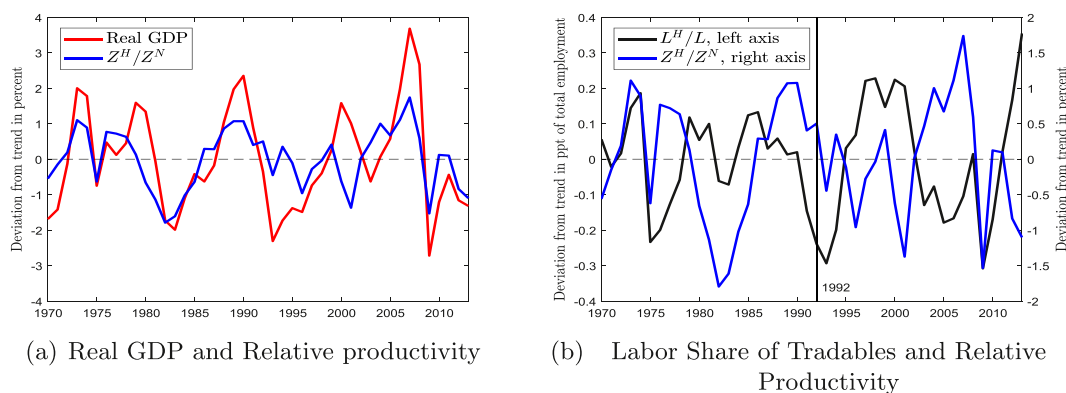 Deviation from trend in percent
4
3
2
1
0
-1
-2
-3
-4
Real GDP
Z^H/Z^N
1970 1975 1980 1985 1990 1995 2000 2005 2010
(a) Real GDP and Relative productivity
Deviation from trend in ppt of total employment
0.4
0.3
0.2
0.1
0
-0.1
-0.2
-0.3
-0.4
L^H/L, left axis
Z^H/Z^N, right axis
1992
2
1.5
1
0.5
0
-0.5
-1
-1.5
-2
Deviation from trend in percent
1970 1975 1980 1985 1990 1995 2000 2005 2010
(b) Labor Share of Tradables and Relative
Productivity